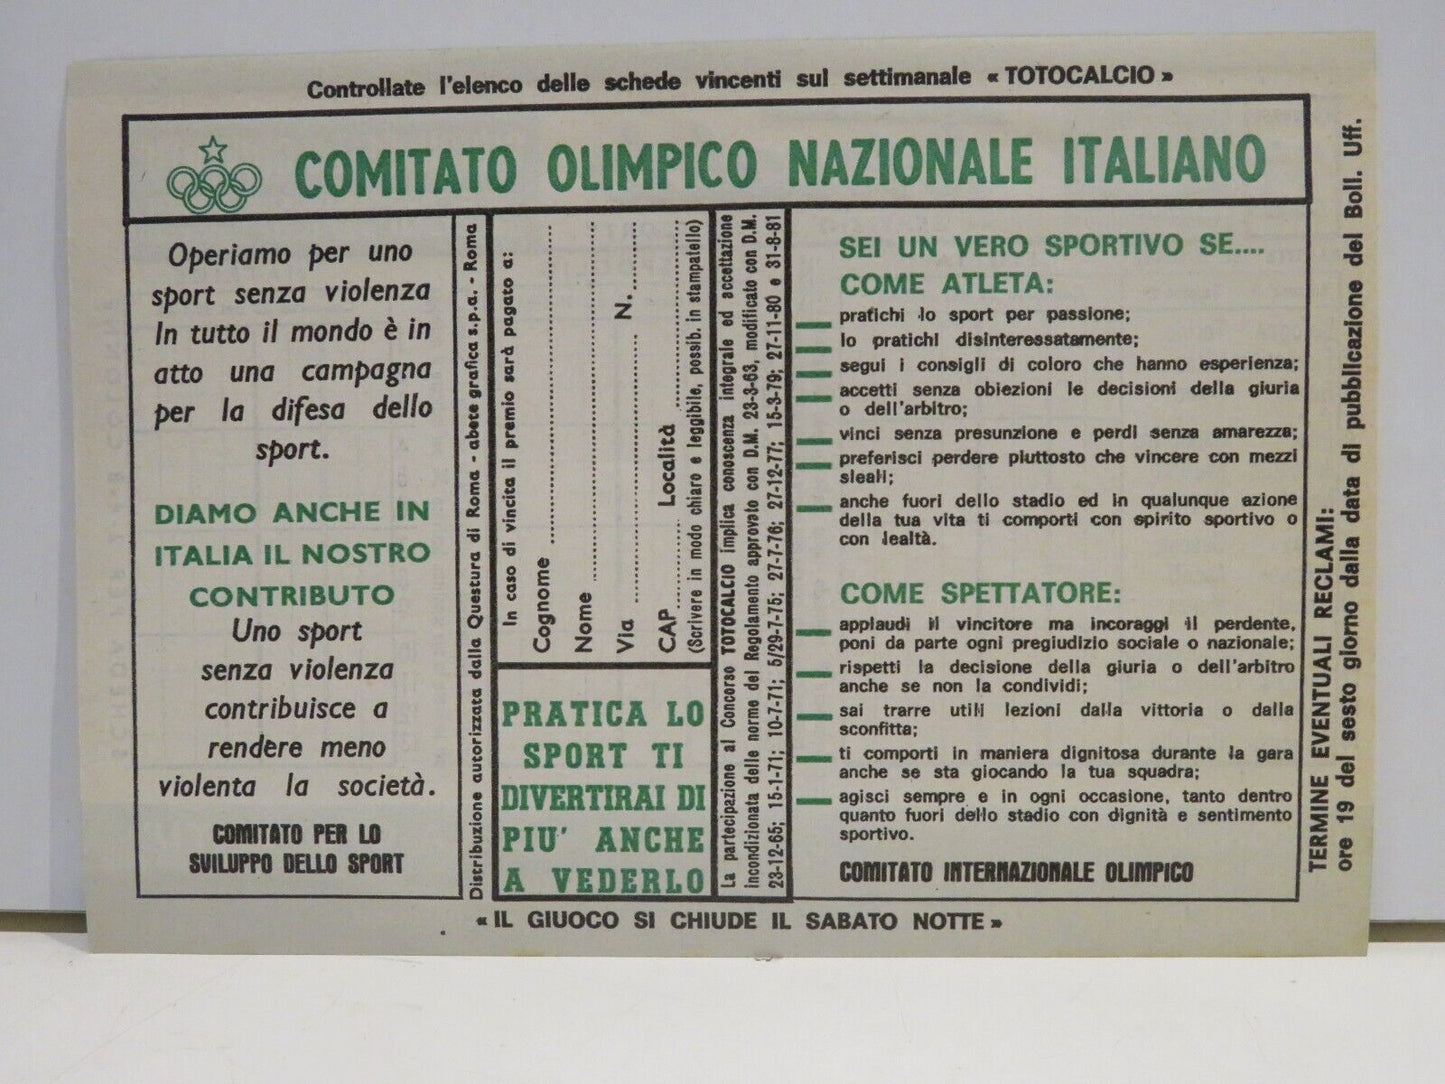 Controllate l'elenco delle schede vincenti sul settimanale « TOTOCALCIO »
COMITATO OLIMPICO NAZIONALE ITALIANO
Operiamo per uno
sport senza violenza
In tutto il mondo è in
atto una campagna
per la difesa dello
sport.
DIAMO ANCHE IN
ITALIA IL NOSTRO
CONTRIBUTO
Uno sport
senza violenza
contribuisce a
rendere meno
violenta la società.
COMITATO PER LO
SVILUPPO DELLO SPORT
Distribuzione autorizzata dalla Questura di Roma - abete grafica s.p.a. - Roma
In caso di vincita il premio sarà pagato a:
Cognome
Nome
Via N.
CAP Località
(Scrivere in modo chiaro e leggibile, possib. in stampatello)
PRATICA LO
SPORT TI
DIVERTIRAI DI
PIU' ANCHE
A VEDERLO
La partecipazione al Concorso TOTOCALCIO implica conoscenza integrale ed accettazione
incondizionata delle norme del Regolamento approvato con D.M. 23-3-63, modificato con D.M.
23-12-65; 15-1-71; 10-7-71; 5/29-7-75; 27-7-76; 27-12-77; 15-3-79; 27-11-80 e 31-8-81
SEI UN VERO SPORTIVO SE....
COME ATLETA:
pratichi lo sport per passione;
lo pratichi disinteressatamente;
segui i consigli di coloro che hanno esperienza;
accetti senza obiezioni le decisioni della giuria
o dell'arbitro;
vinci senza presunzione e perdi senza amarezza;
preferisci perdere piuttosto che vincere con mezzi
sleali;
anche fuori dello stadio ed in qualunque azione
della tua vita ti comporti con spirito sportivo o
con lealtà.
COME SPETTATORE:
applaudi il vincitore ma incoraggi il perdente,
poni da parte ogni pregiudizio sociale o nazionale;
rispetti la decisione della giuria o dell'arbitro
anche se non la condividi;
sai trarre utili lezioni dalla vittoria o dalla
sconfitta;
ti comporti in maniera dignitosa durante la gara
anche se sta giocando la tua squadra;
agisci sempre e in ogni occasione, tanto dentro
quanto fuori dello stadio con dignità e sentimento
sportivo.
COMITATO INTERNAZIONALE OLIMPICO
TERMINE EVENTUALI RECLAMI:
ore 19 del sesto giorno dalla data di pubblicazione del Boll. Uff.
« IL GIUOCO SI CHIUDE IL SABATO NOTTE »